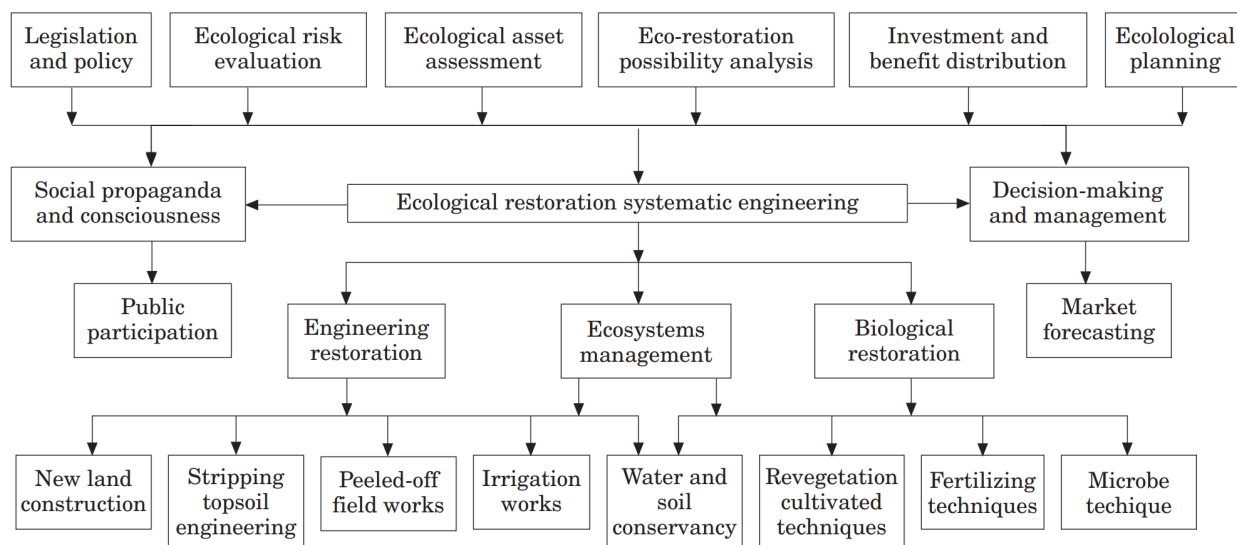 Legislation
and policy
Ecological risk
evaluation
Ecological asset
assessment
Eco-restoration
possibility analysis
Investment and
benefit distribution
Ecolological
planning
Social propaganda
and consciousness
Ecological restoration systematic engineering
Decision-making
and management
Public
participation
Engineering
restoration
Ecosystems
management
Biological
restoration
Market
forecasting
New land
construction
Stripping
topsoil
engineering
Peeled-off
field works
Irrigation
works
Water and
soil
conservancy
Revegetation
cultivated
techniques
Fertilizing
techniques
Microbe
techique